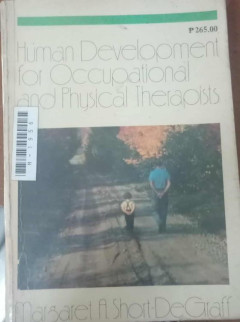 ₱265.00
Human Development
for Occupational
and Physical Therapists
Margaret A. Short-DeGraff